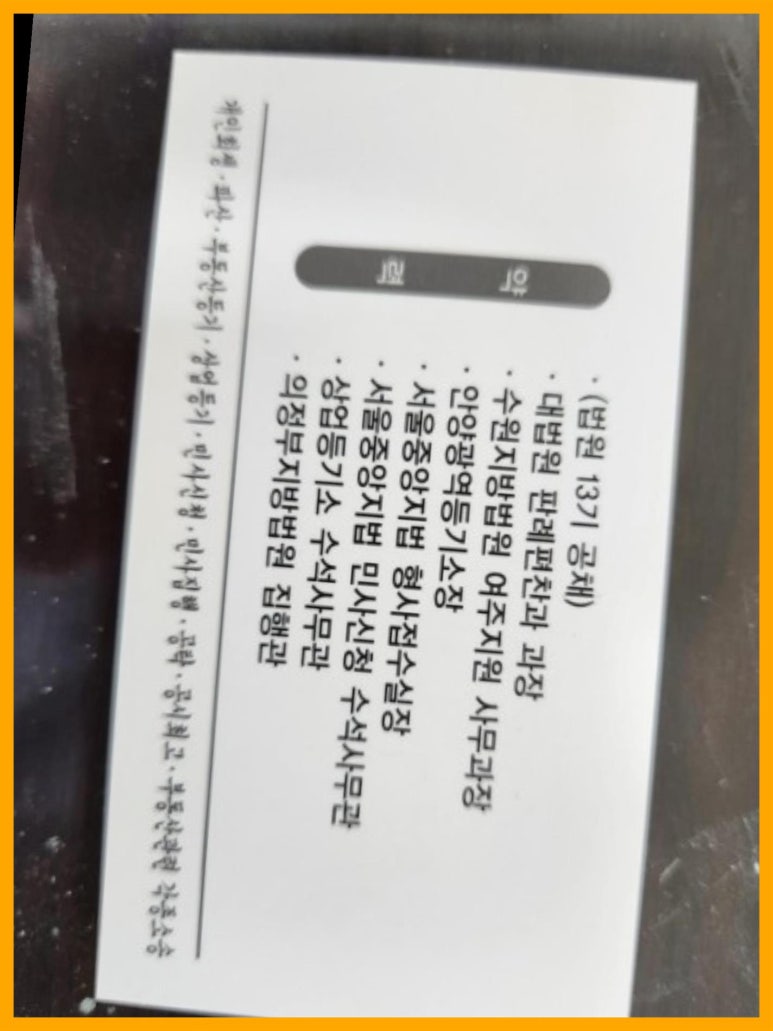 약 력
· (법원 13기 공채)
· 대법원 판례편찬과 과장
· 수원지방법원 여주지원 사무과장
· 안양광역등기소장
· 서울중앙지법 형사접수실장
· 서울중앙지법 민사신청 수석사무관
· 상업등기소 수석사무관
· 의정부지방법원 집행관
개인회생 · 파산 · 부동산등기 · 상업등기 · 민사신청 · 민사집행 · 공탁 · 공시최고 · 부동산관련 각종소송